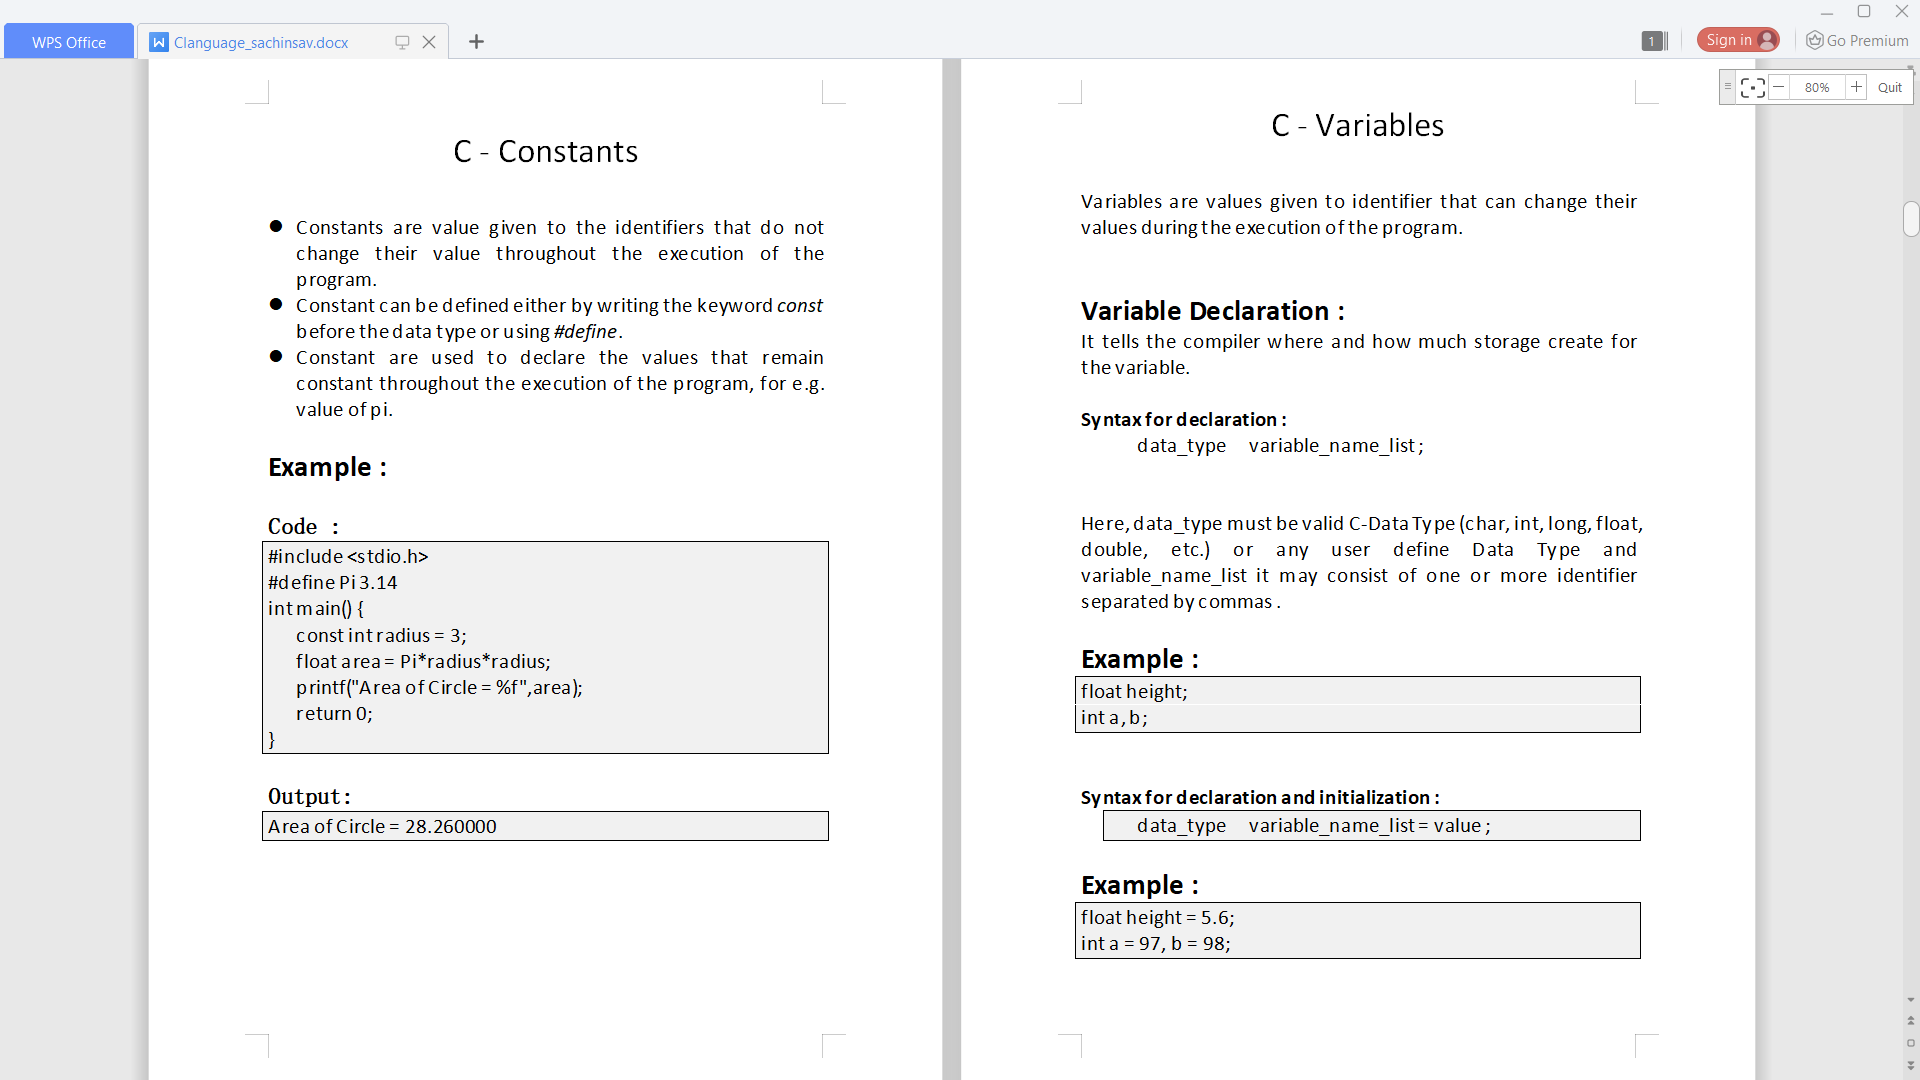 WPS Office
Clanguage_sachinsav.docx
1
Sign in
Go Premium
80%
Quit
C - Constants
Constants are value given to the identifiers that do not
change their value throughout the execution of the
program.
Constant can be defined either by writing the keyword const
before the data type or using #define.
Constant are used to declare the values that remain
constant throughout the execution of the program, for e.g.
value of pi.
Example :
Code :
#include <stdio.h>
#define Pi 3.14
int main() {
const int radius = 3;
float area = Pi*radius*radius;
printf("Area of Circle = %f",area);
return 0;
}
Output:
Area of Circle = 28.260000
C - Variables
Variables are values given to identifier that can change their
values during the execution of the program.
Variable Declaration :
It tells the compiler where and how much storage create for
the variable.
Syntax for declaration :
data_type variable_name_list ;
Here, data_type must be valid C-Data Type (char, int, long, float,
double, etc.) or any user define Data Type and
variable_name_list it may consist of one or more identifier
separated by commas .
Example :
float height;
int a, b ;
Syntax for declaration and initialization :
data_type variable_name_list = value ;
Example :
float height = 5.6;
int a = 97, b = 98;